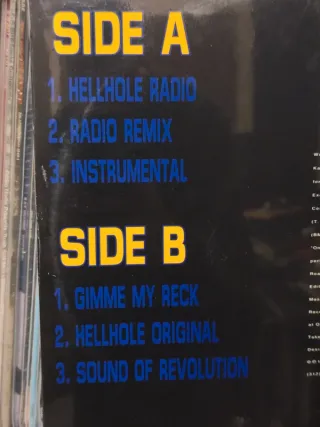 SIDE A
1. HELLHOLE RADIO
2. RADIO REMIX
3. INSTRUMENTAL
SIDE B
1. GIMME MY RECK
2. HELLHOLE ORIGINAL
3. SOUND OF REVOLUTION